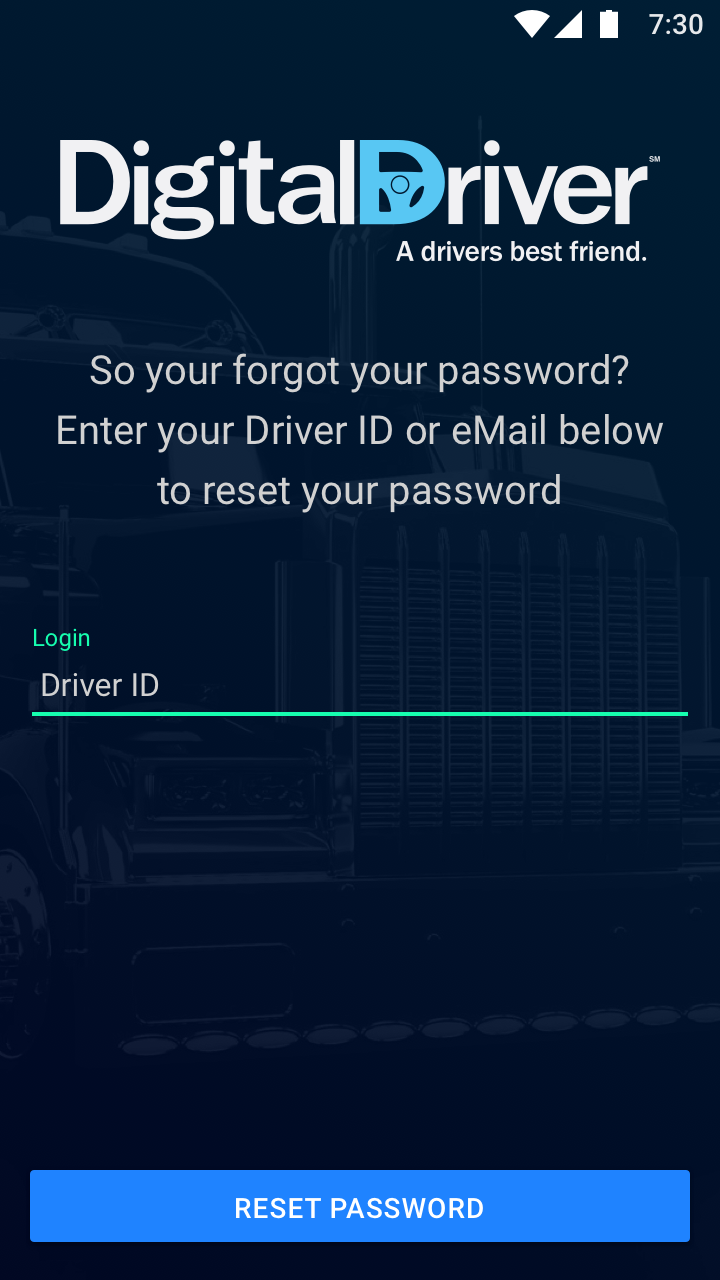 7:30
DigitalDriver℠
A drivers best friend.
So your forgot your password?
Enter your Driver ID or eMail below
to reset your password
Login
Driver ID
RESET PASSWORD